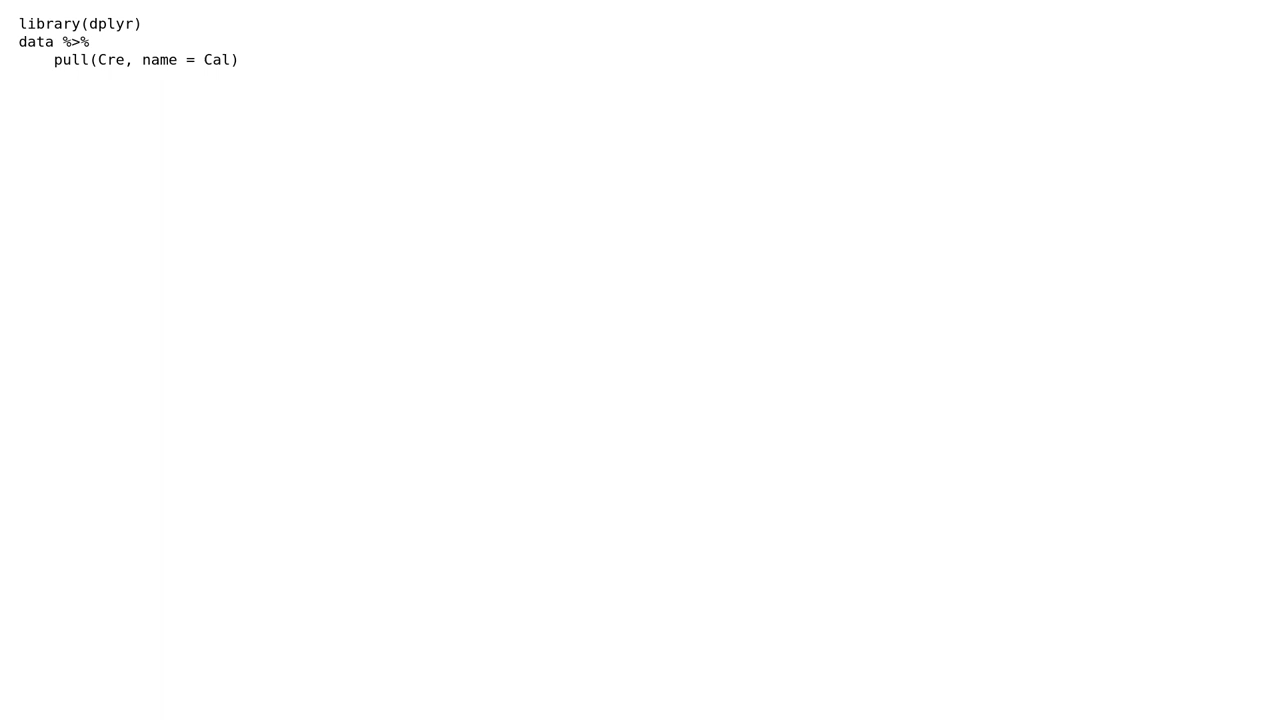 library(dplyr)
data %>%
    pull(Cre, name = Cal)